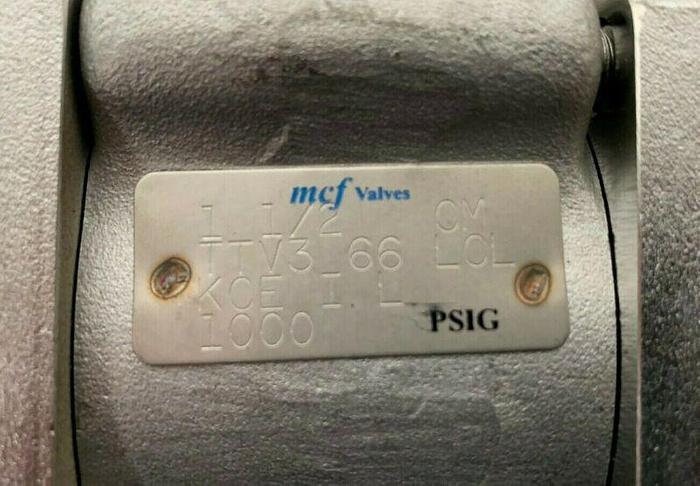 mcf Valves
1 1/2 CM
TTV3 66 LCL
KCE I L
1000 PSIG